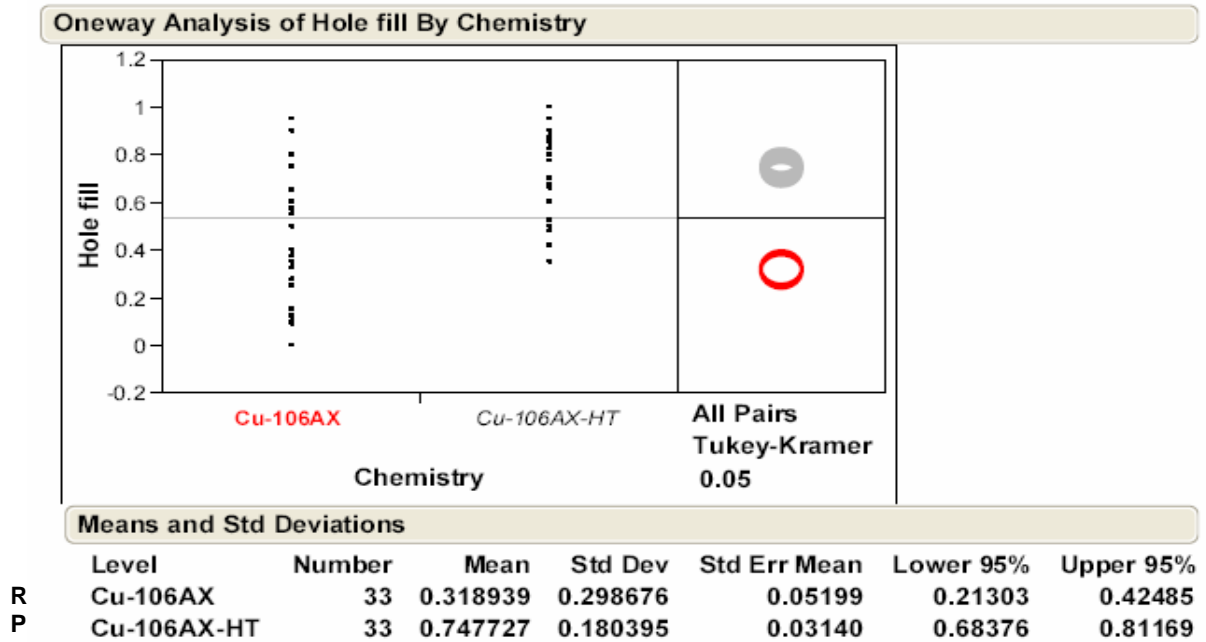 Oneway Analysis of Hole fill By Chemistry
1.2
1
0.8
0.6
0.4
0.2
0
-0.2
Hole fill
Cu-106AX Cu-106AX-HT
Chemistry
All Pairs
Tukey-Kramer
0.05
Means and Std Deviations
Level Number Mean Std Dev Std Err Mean Lower 95% Upper 95%
R Cu-106AX 33 0.318939 0.298676 0.05199 0.21303 0.42485
P Cu-106AX-HT 33 0.747727 0.180395 0.03140 0.68376 0.81169